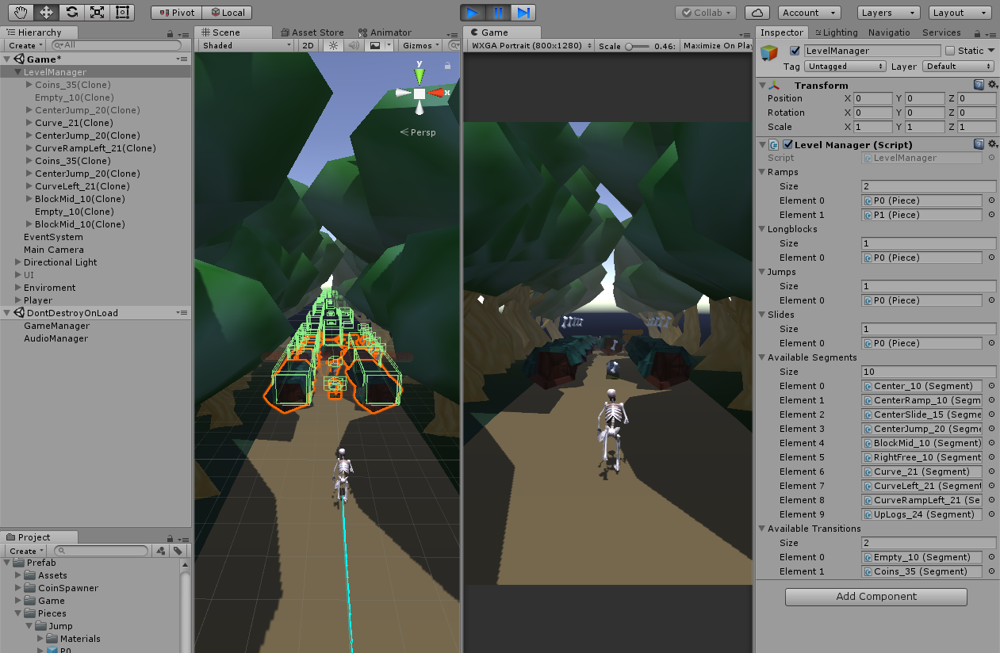 Pivot Local Collab Account Layers Layout
Hierarchy
Create All
Game*
LevelManager
Coins_35(Clone)
Empty_10(Clone)
CenterJump_20(Clone)
Curve_21(Clone)
CenterJump_20(Clone)
CurveRampLeft_21(Clone)
Coins_35(Clone)
CenterJump_20(Clone)
CurveLeft_21(Clone)
BlockMid_10(Clone)
Empty_10(Clone)
BlockMid_10(Clone)
EventSystem
Main Camera
Directional Light
UI
Enviroment
Player
DontDestroyOnLoad
GameManager
AudioManager
Project
Create
Prefab
Assets
CoinSpawner
Game
Pieces
Jump
Materials
P0
Scene Asset Store Animator
Shaded 2D Gizmos
y
x
Persp
Game
WXGA Portrait (800x1280) Scale 0.46: Maximize On Play
Inspector Lighting Navigatio Services
LevelManager Static
Tag Untagged Layer Default
Transform
Position X 0 Y 0 Z 0
Rotation X 0 Y 0 Z 0
Scale X 1 Y 1 Z 1
Level Manager (Script)
Script LevelManager
Ramps
Size 2
Element 0 P0 (Piece)
Element 1 P1 (Piece)
Longblocks
Size 1
Element 0 P0 (Piece)
Jumps
Size 1
Element 0 P0 (Piece)
Slides
Size 1
Element 0 P0 (Piece)
Available Segments
Size 10
Element 0 Center_10 (Segment)
Element 1 CenterRamp_10 (Segm
Element 2 CenterSlide_15 (Segme
Element 3 CenterJump_20 (Segme
Element 4 BlockMid_10 (Segment)
Element 5 RightFree_10 (Segment
Element 6 Curve_21 (Segment)
Element 7 CurveLeft_21 (Segment
Element 8 CurveRampLeft_21 (Se
Element 9 UpLogs_24 (Segment)
Available Transitions
Size 2
Element 0 Empty_10 (Segment)
Element 1 Coins_35 (Segment)
Add Component